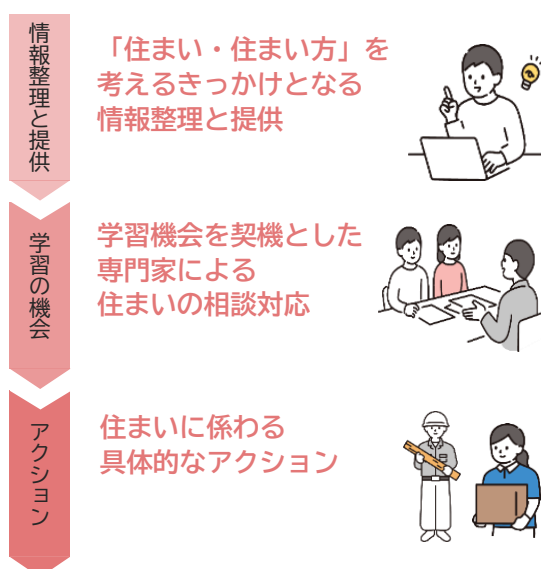 情報整理と提供
「住まい・住まい方」を
考えるきっかけとなる
情報整理と提供
学習の機会
学習機会を契機とした
専門家による
住まいの相談対応
アクション
住まいに係わる
具体的なアクション